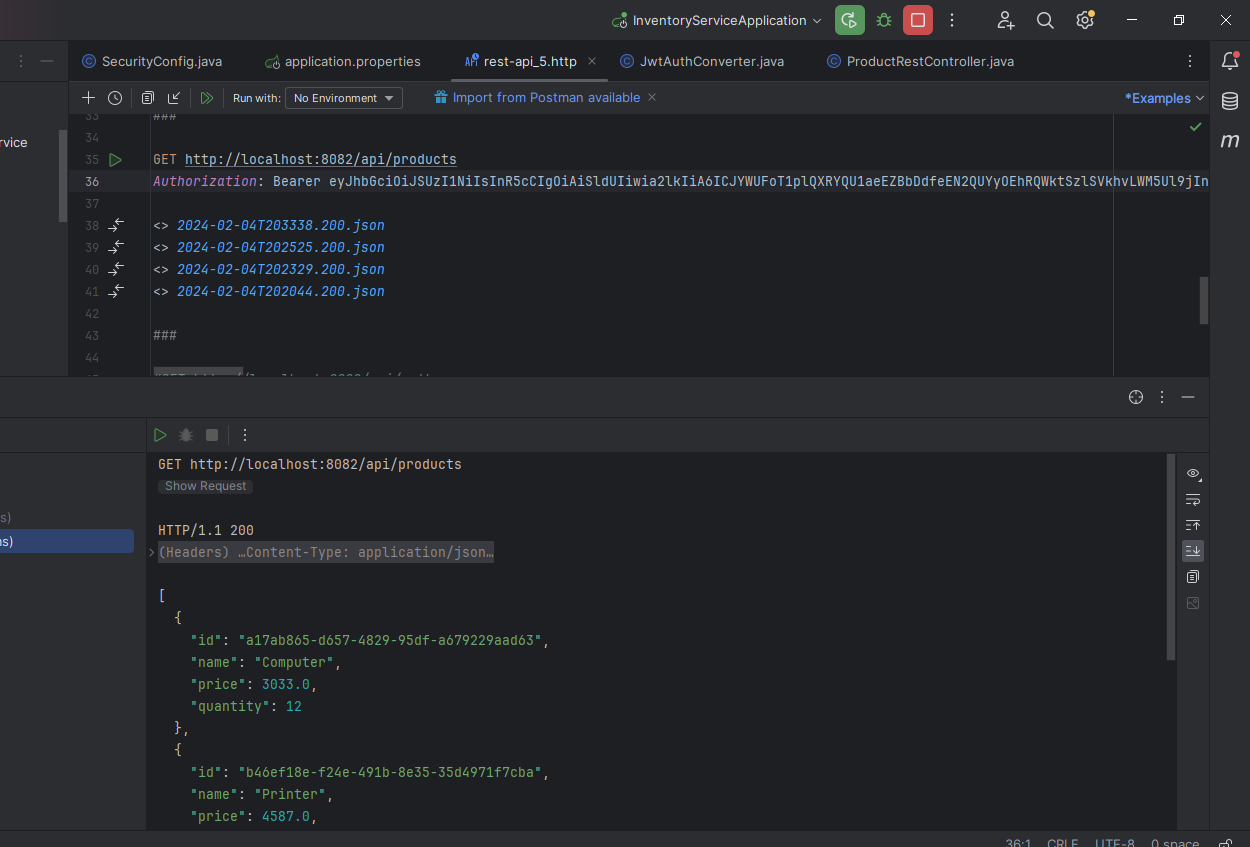 InventoryServiceApplication
SecurityConfig.java
application.properties
API rest-api_5.http
JwtAuthConverter.java
ProductRestController.java
Run with:
No Environment
Import from Postman available
*Examples
rvice
33 ###
34
35 GET http://localhost:8082/api/products
36 Authorization: Bearer eyJhbGciOiJSUzI1NiIsInR5cCIgOiAiSldUIiwia2lkIiA6ICJYWUFoT1plQXRYQU1aeEZBbDdfeEN2QUYyOEhRQWktSzlSVkhvLWM5Ul9jIn
37
38 <> 2024-02-04T203338.200.json
39 <> 2024-02-04T202525.200.json
40 <> 2024-02-04T202329.200.json
41 <> 2024-02-04T202044.200.json
42
43 ###
44
m
GET http://localhost:8082/api/products
Show Request
s)
HTTP/1.1 200
ns)
(Headers) …Content-Type: application/json…
[
{
"id": "a17ab865-d657-4829-95df-a679229aad63",
"name": "Computer",
"price": 3033.0,
"quantity": 12
},
{
"id": "b46ef18e-f24e-491b-8e35-35d4971f7cba",
"name": "Printer",
"price": 4587.0,
36:1 CRLF UTF-8 0 space